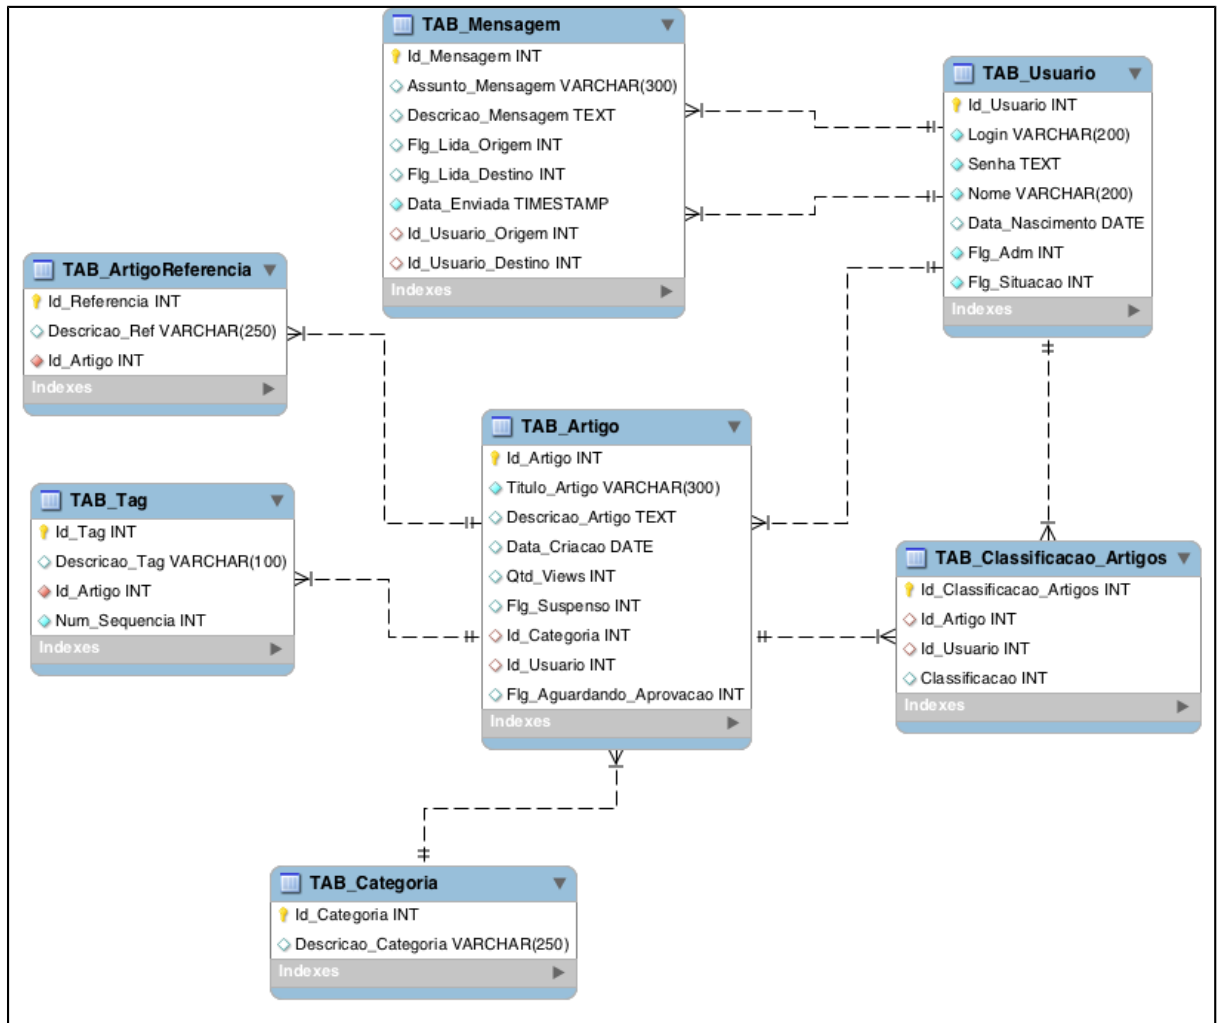 TAB_Mensagem
Id_Mensagem INT
Assunto_Mensagem VARCHAR(300)
Descricao_Mensagem TEXT
Flg_Lida_Origem INT
Flg_Lida_Destino INT
Data_Enviada TIMESTAMP
Id_Usuario_Origem INT
Id_Usuario_Destino INT
Indexes
TAB_Usuario
Id_Usuario INT
Login VARCHAR(200)
Senha TEXT
Nome VARCHAR(200)
Data_Nascimento DATE
Flg_Adm INT
Flg_Situacao INT
Indexes
TAB_ArtigoReferencia
Id_Referencia INT
Descricao_Ref VARCHAR(250)
Id_Artigo INT
Indexes
TAB_Artigo
Id_Artigo INT
Titulo_Artigo VARCHAR(300)
Descricao_Artigo TEXT
Data_Criacao DATE
Qtd_Views INT
Flg_Suspenso INT
Id_Categoria INT
Id_Usuario INT
Flg_Aguardando_Aprovacao INT
Indexes
TAB_Tag
Id_Tag INT
Descricao_Tag VARCHAR(100)
Id_Artigo INT
Num_Sequencia INT
Indexes
TAB_Classificacao_Artigos
Id_Classificacao_Artigos INT
Id_Artigo INT
Id_Usuario INT
Classificacao INT
Indexes
TAB_Categoria
Id_Categoria INT
Descricao_Categoria VARCHAR(250)
Indexes